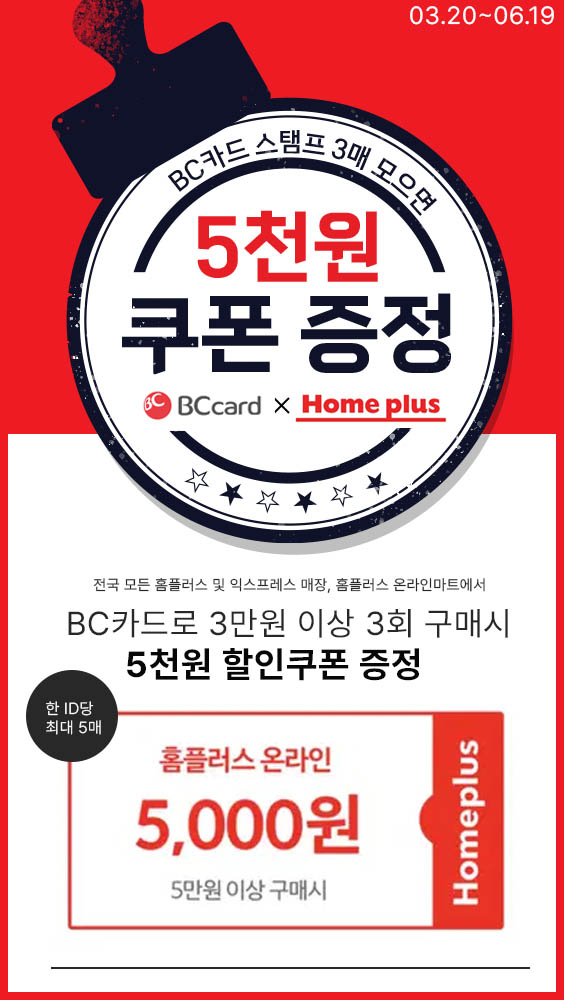 03.20~06.19
BC카드 스탬프 3매 모으면
5천원
쿠폰 증정
BC BCcard × Home plus
전국 모든 홈플러스 및 익스프레스 매장, 홈플러스 온라인마트에서
BC카드로 3만원 이상 3회 구매시
5천원 할인쿠폰 증정
한 ID당
최대 5매
홈플러스 온라인
5,000원
5만원 이상 구매시
Homeplus